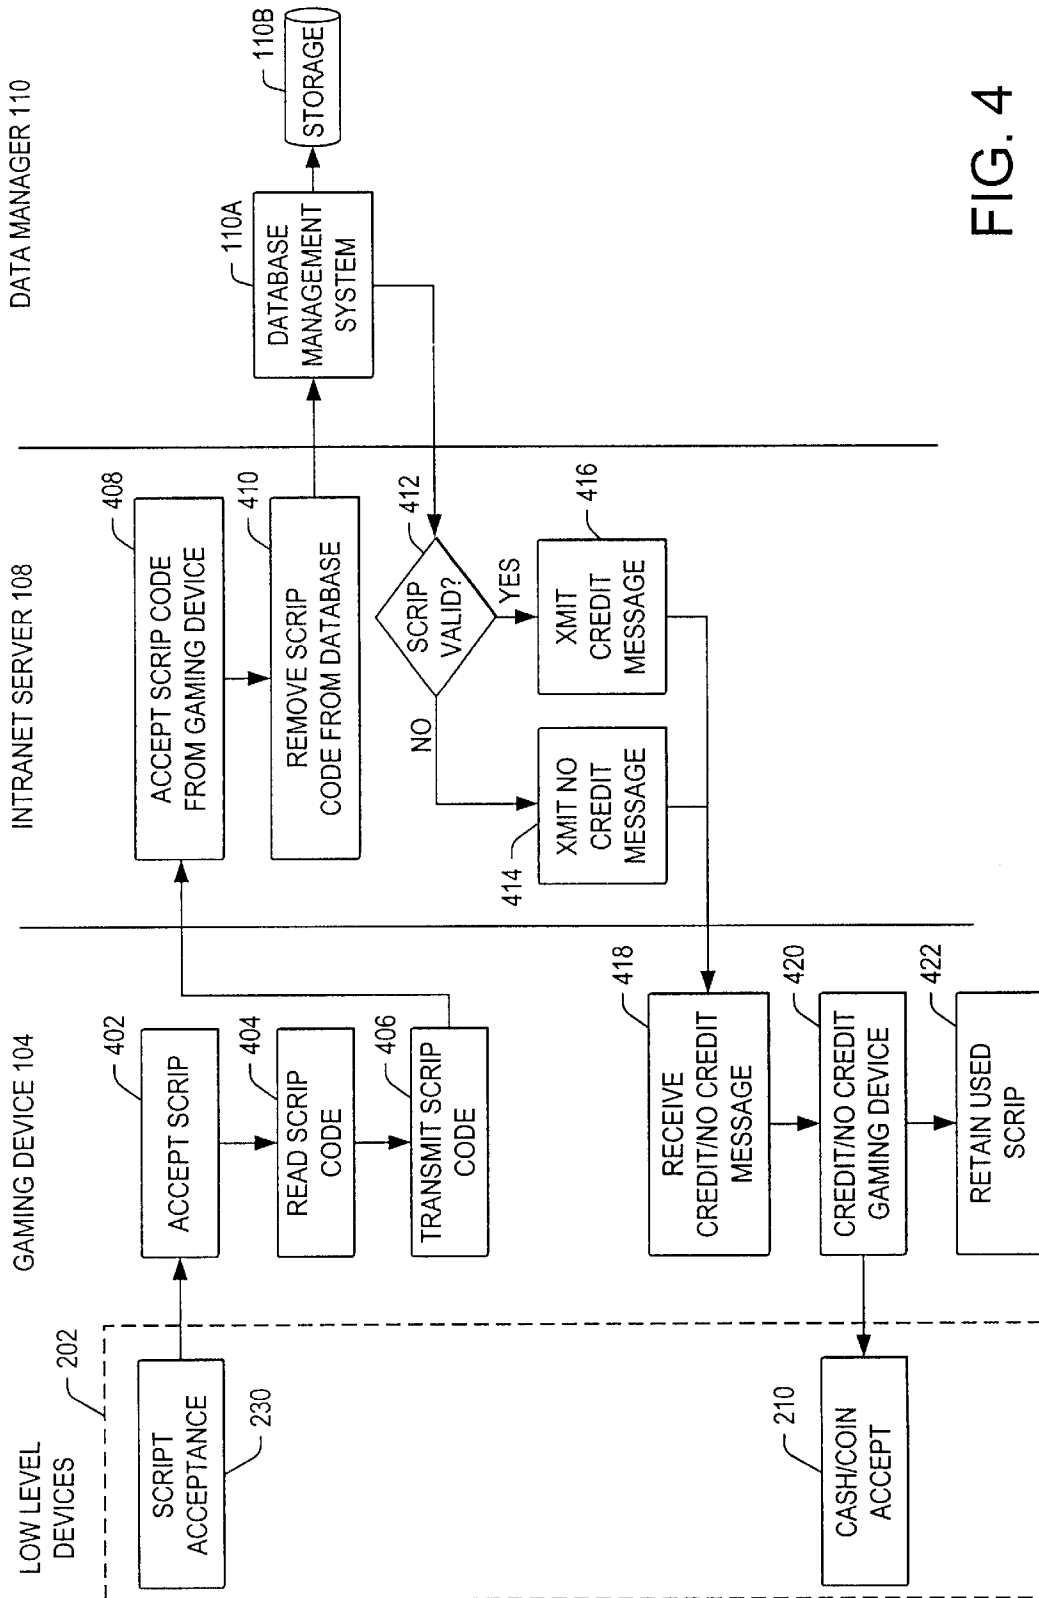 LOW LEVEL
DEVICES
GAMING DEVICE 104
INTRANET SERVER 108
DATA MANAGER 110
202
SCRIPT
ACCEPTANCE
230
402
ACCEPT SCRIP
404
READ SCRIP
CODE
406
TRANSMIT SCRIP
CODE
408
ACCEPT SCRIP CODE
FROM GAMING DEVICE
410
REMOVE SCRIP
CODE FROM DATABASE
110A
DATABASE
MANAGEMENT
SYSTEM
110B
STORAGE
412
SCRIP
VALID?
NO
YES
414
XMIT NO
CREDIT
MESSAGE
416
XMIT
CREDIT
MESSAGE
418
RECEIVE
CREDIT/NO CREDIT
MESSAGE
420
CREDIT/NO CREDIT
GAMING DEVICE
210
CASH/COIN
ACCEPT
422
RETAIN USED
SCRIP
FIG. 4